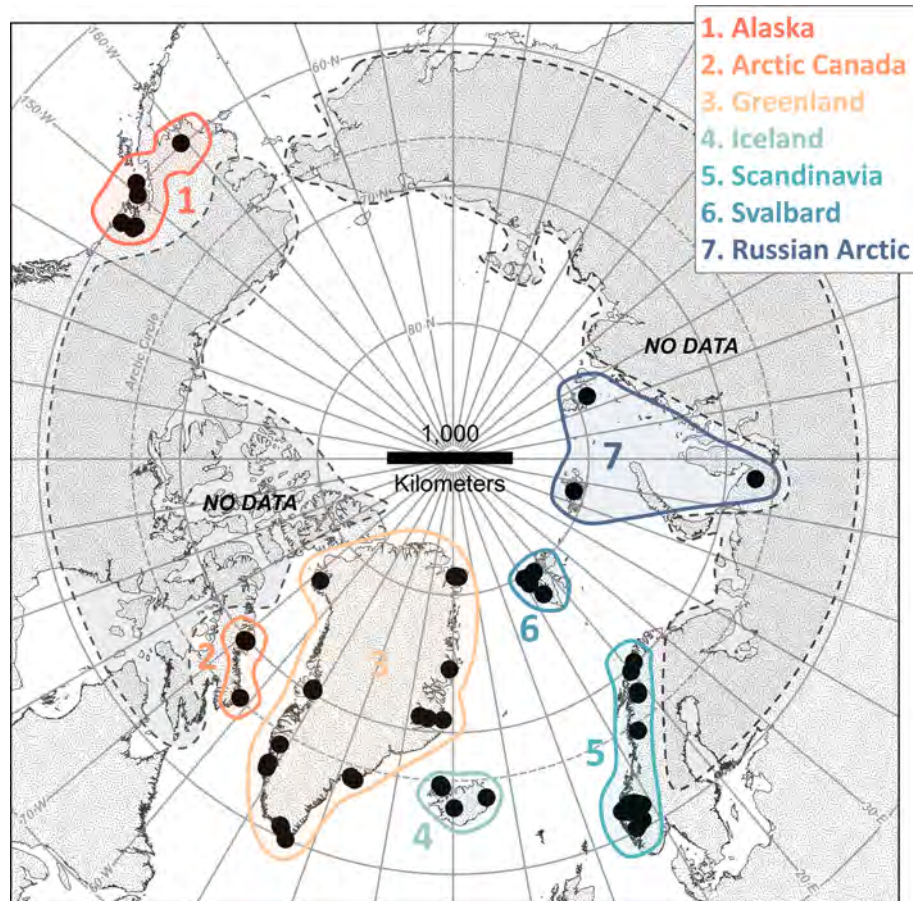 1. Alaska
2. Arctic Canada
3. Greenland
4. Iceland
5. Scandinavia
6. Svalbard
7. Russian Arctic
160°W
60°N
150°W
1
70°N
80°N
Arctic Circle
NO DATA
1,000
7
Kilometers
NO DATA
6
2
3
5
4
70°W
60°W
30°E
20°E